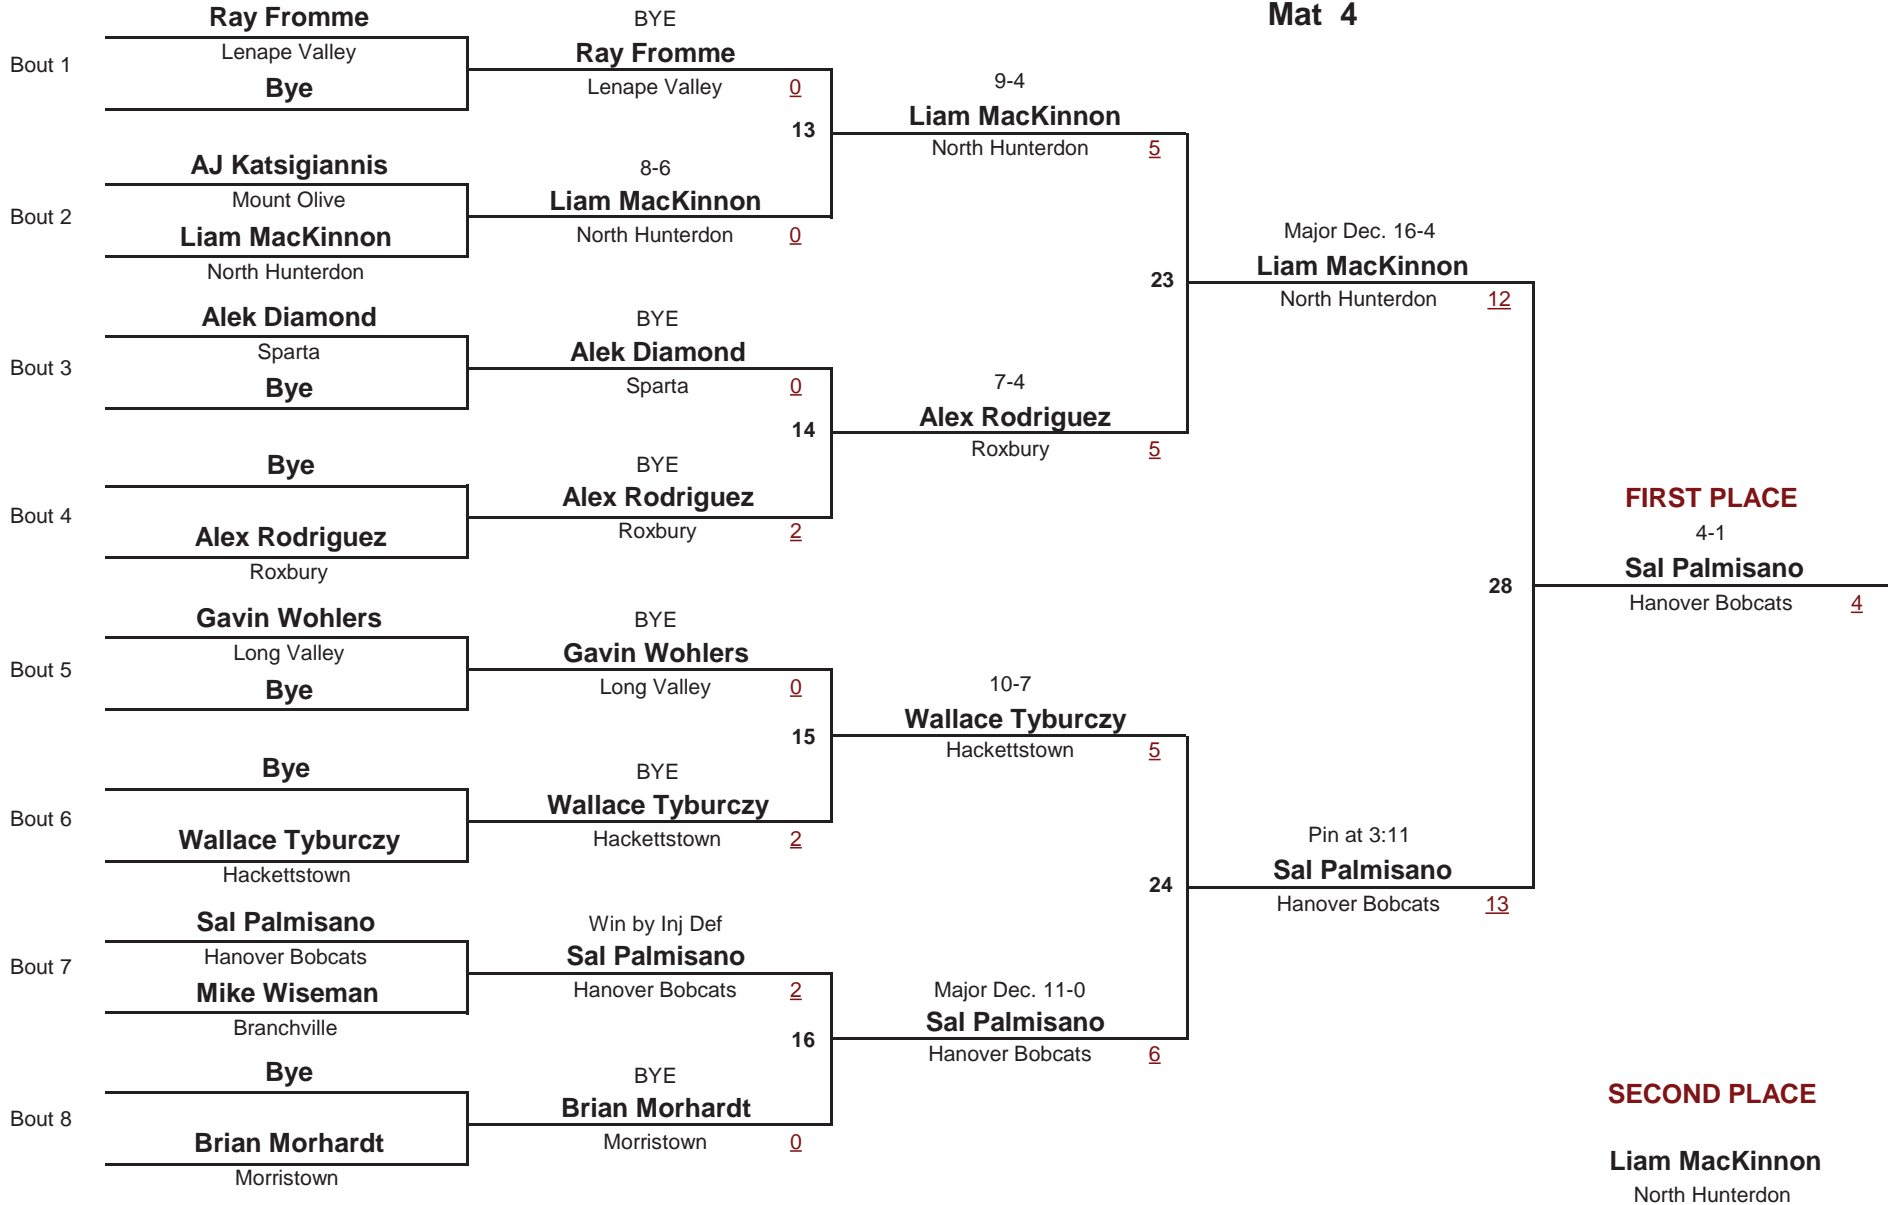 Mat 4
Bout 1
Ray Fromme
Lenape Valley
Bye
Bout 2
AJ Katsigiannis
Mount Olive
Liam MacKinnon
North Hunterdon
Bout 3
Alek Diamond
Sparta
Bye
Bout 4
Bye
Alex Rodriguez
Roxbury
Bout 5
Gavin Wohlers
Long Valley
Bye
Bout 6
Bye
Wallace Tyburczy
Hackettstown
Bout 7
Sal Palmisano
Hanover Bobcats
Mike Wiseman
Branchville
Bout 8
Bye
Brian Morhardt
Morristown
BYE
Ray Fromme
Lenape Valley 0
13
8-6
Liam MacKinnon
North Hunterdon 0
BYE
Alek Diamond
Sparta 0
14
BYE
Alex Rodriguez
Roxbury 2
BYE
Gavin Wohlers
Long Valley 0
15
BYE
Wallace Tyburczy
Hackettstown 2
Win by Inj Def
Sal Palmisano
Hanover Bobcats 2
16
BYE
Brian Morhardt
Morristown 0
9-4
Liam MacKinnon
North Hunterdon 5
23
7-4
Alex Rodriguez
Roxbury 5
10-7
Wallace Tyburczy
Hackettstown 5
24
Major Dec. 11-0
Sal Palmisano
Hanover Bobcats 6
Major Dec. 16-4
Liam MacKinnon
North Hunterdon 12
28
Pin at 3:11
Sal Palmisano
Hanover Bobcats 13
FIRST PLACE
4-1
Sal Palmisano
Hanover Bobcats 4
SECOND PLACE
Liam MacKinnon
North Hunterdon